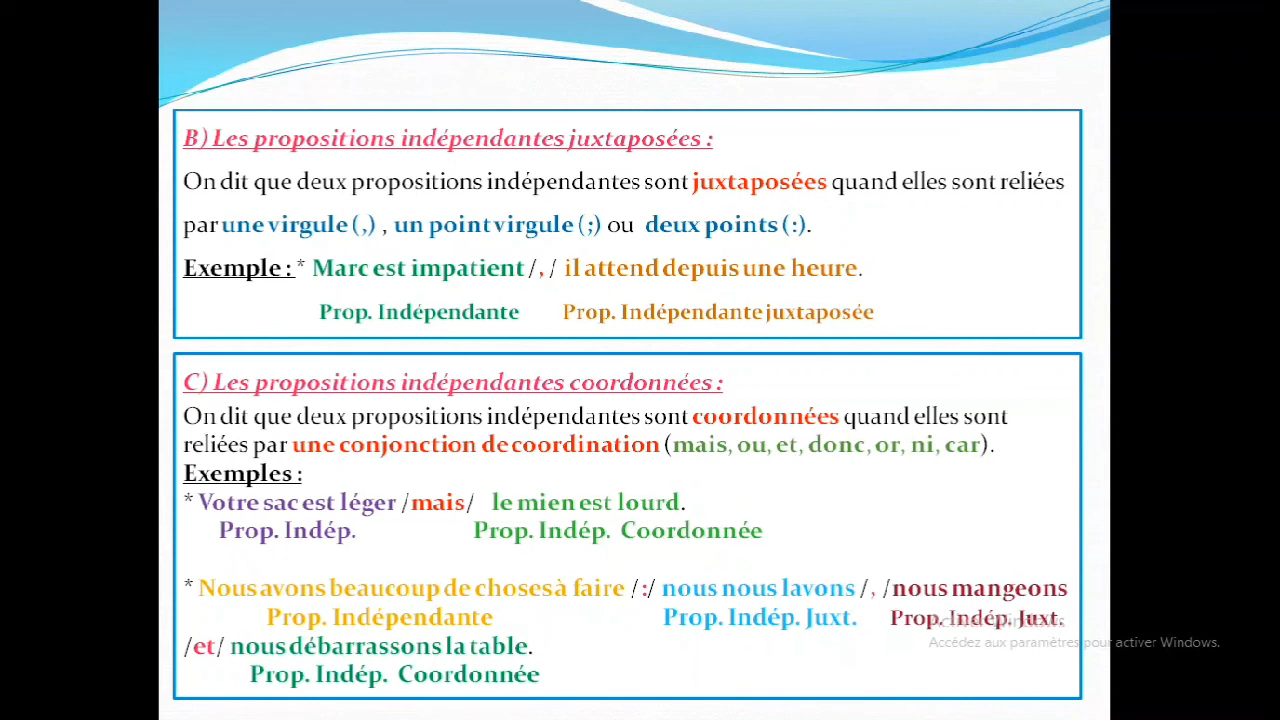 B) Les propositions indépendantes juxtaposées :
On dit que deux propositions indépendantes sont juxtaposées quand elles sont reliées
par une virgule (,) , un point virgule (;) ou deux points (:).
Exemple : * Marc est impatient / , / il attend depuis une heure.
Prop. Indépendante Prop. Indépendante juxtaposée
C) Les propositions indépendantes coordonnées :
On dit que deux propositions indépendantes sont coordonnées quand elles sont
reliées par une conjonction de coordination (mais, ou, et, donc, or, ni, car).
Exemples :
* Votre sac est léger /mais/ le mien est lourd.
Prop. Indép. Prop. Indép. Coordonnée
* Nous avons beaucoup de choses à faire /:/ nous nous lavons /, /nous mangeons
Prop. Indépendante Prop. Indép. Juxt. Prop. Indép. Juxt.
Activer Windows
Accédez aux paramètres pour activer Windows.
/et/ nous débarrassons la table.
Prop. Indép. Coordonnée